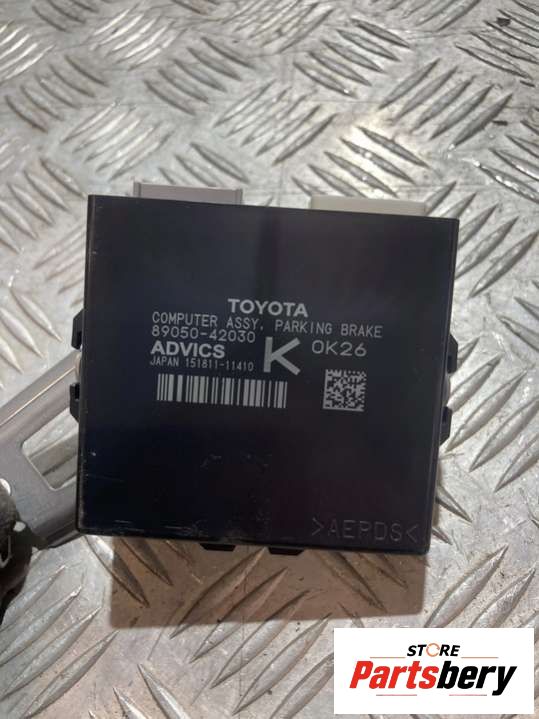 TOYOTA
COMPUTER ASSY, PARKING BRAKE
89050-42030
ADVICS K 0K26
JAPAN 151811-11410
>AEPDS<
STORE
Partsbery